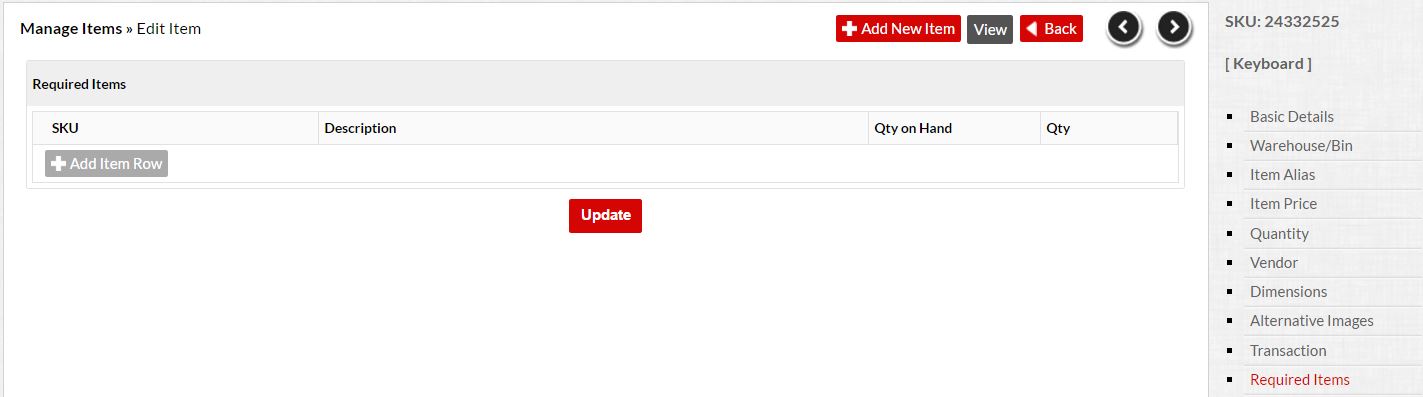 Manage Items » Edit Item
Add New Item
View
Back
Required Items
SKU Description Qty on Hand Qty
Add Item Row
Update
SKU: 24332525
[ Keyboard ]
Basic Details
Warehouse/Bin
Item Alias
Item Price
Quantity
Vendor
Dimensions
Alternative Images
Transaction
Required Items